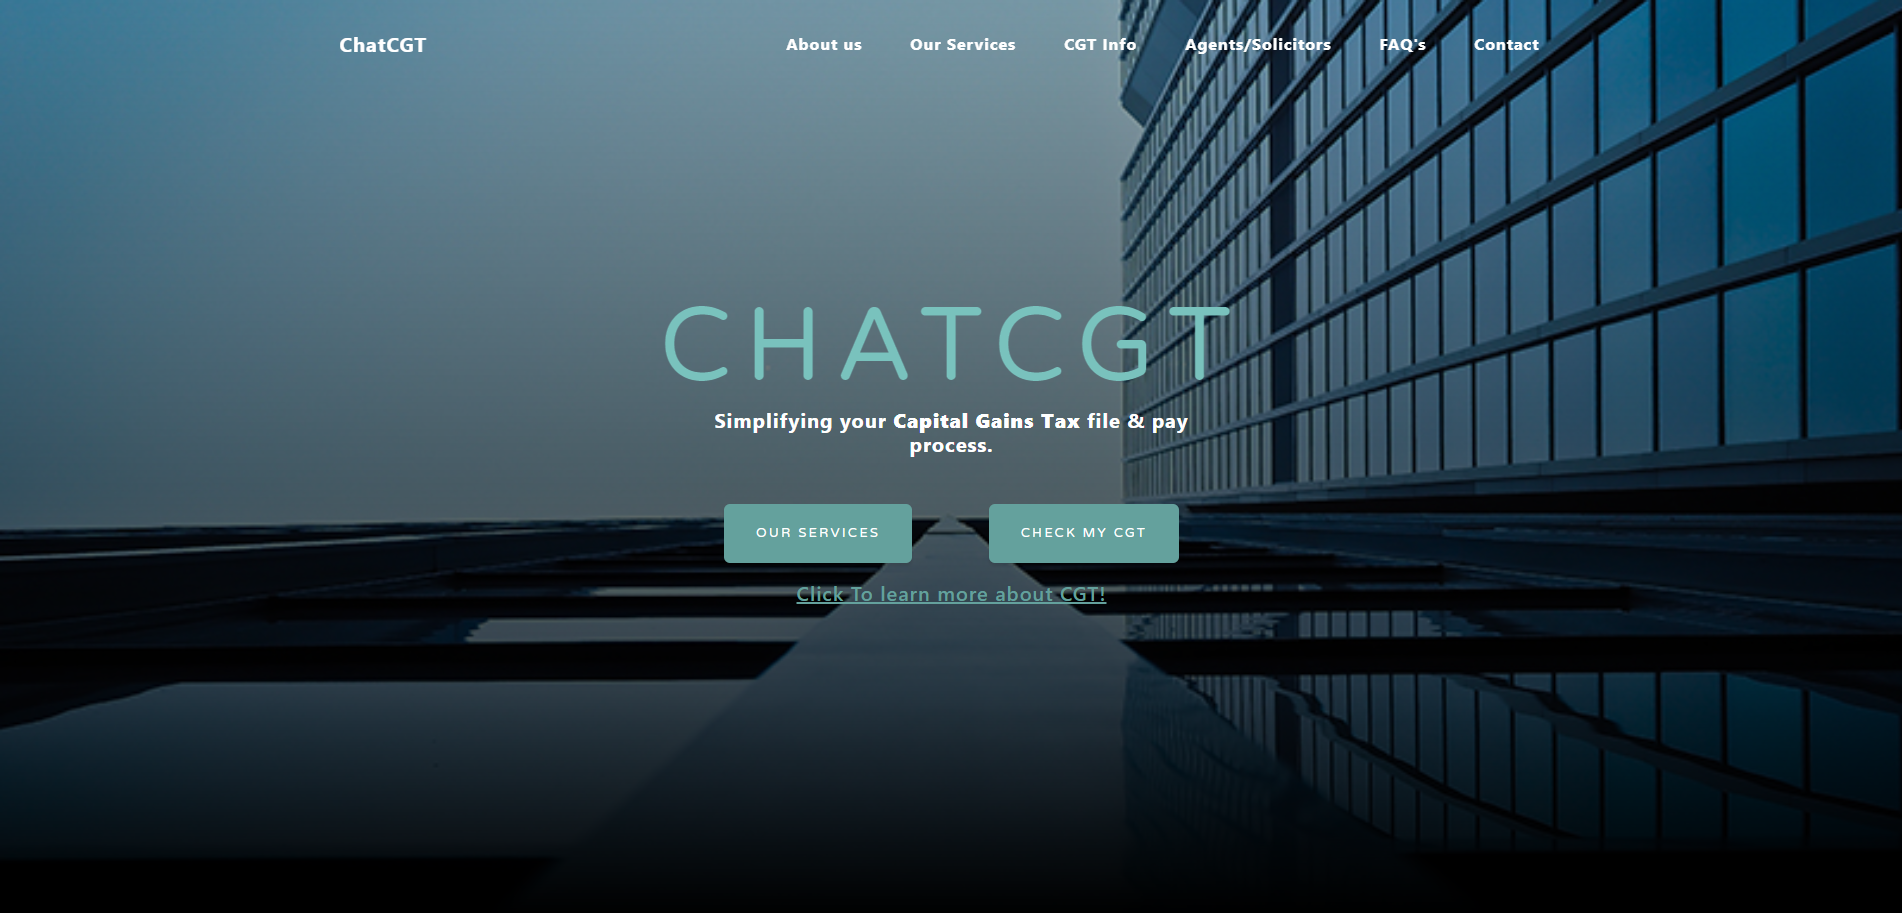 ChatCGT
About us
Our Services
CGT Info
Agents/Solicitors
FAQ's
Contact
CHATCGT
Simplifying your Capital Gains Tax file & pay
process.
OUR SERVICES
CHECK MY CGT
Click To learn more about CGT!